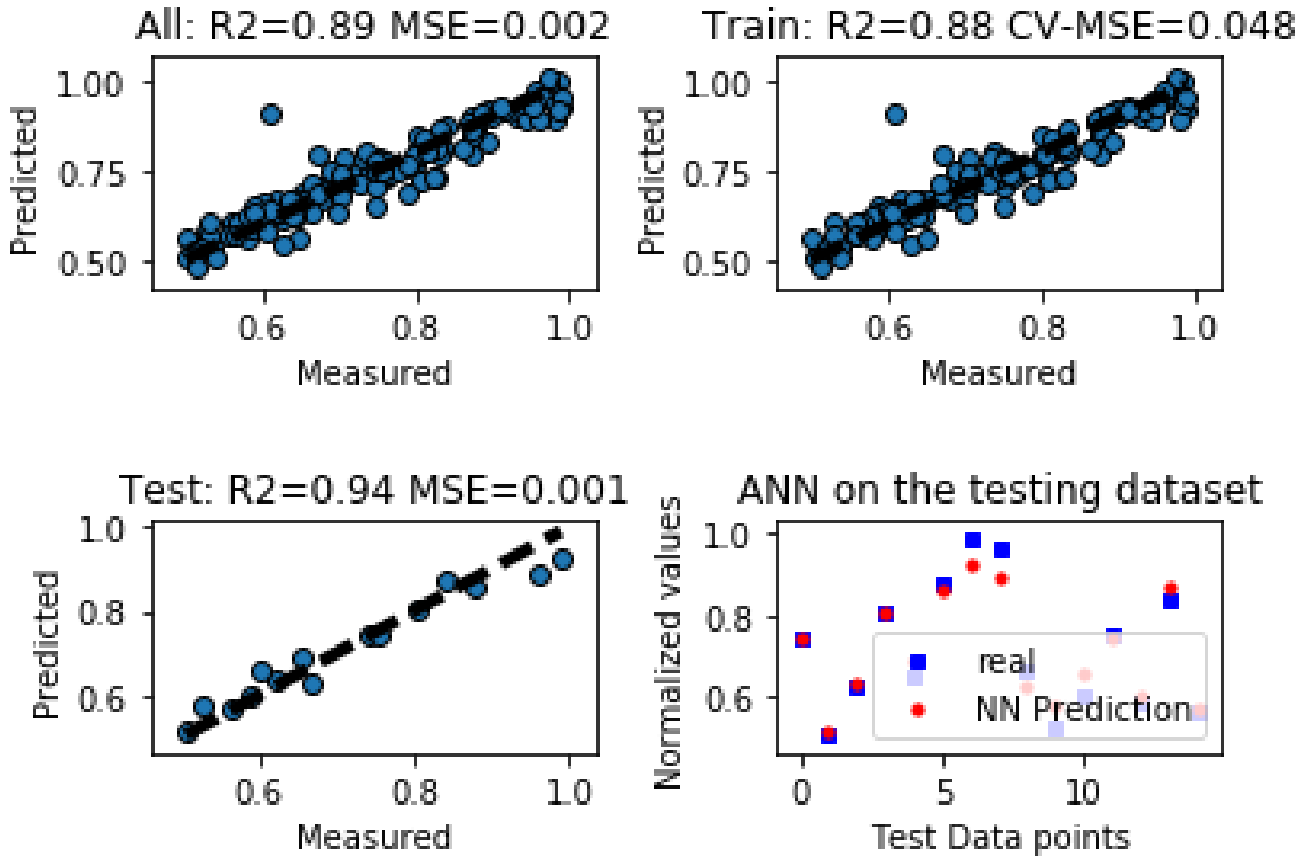 All: R2=0.89 MSE=0.002
Predicted
1.00
0.75
0.50
0.6
0.8
1.0
Measured
Train: R2=0.88 CV-MSE=0.048
Predicted
1.00
0.75
0.50
0.6
0.8
1.0
Measured
Test: R2=0.94 MSE=0.001
Predicted
1.0
0.8
0.6
0.6
0.8
1.0
Measured
ANN on the testing dataset
Normalized values
1.0
0.8
0.6
real
NN Prediction
0
5
10
Test Data points